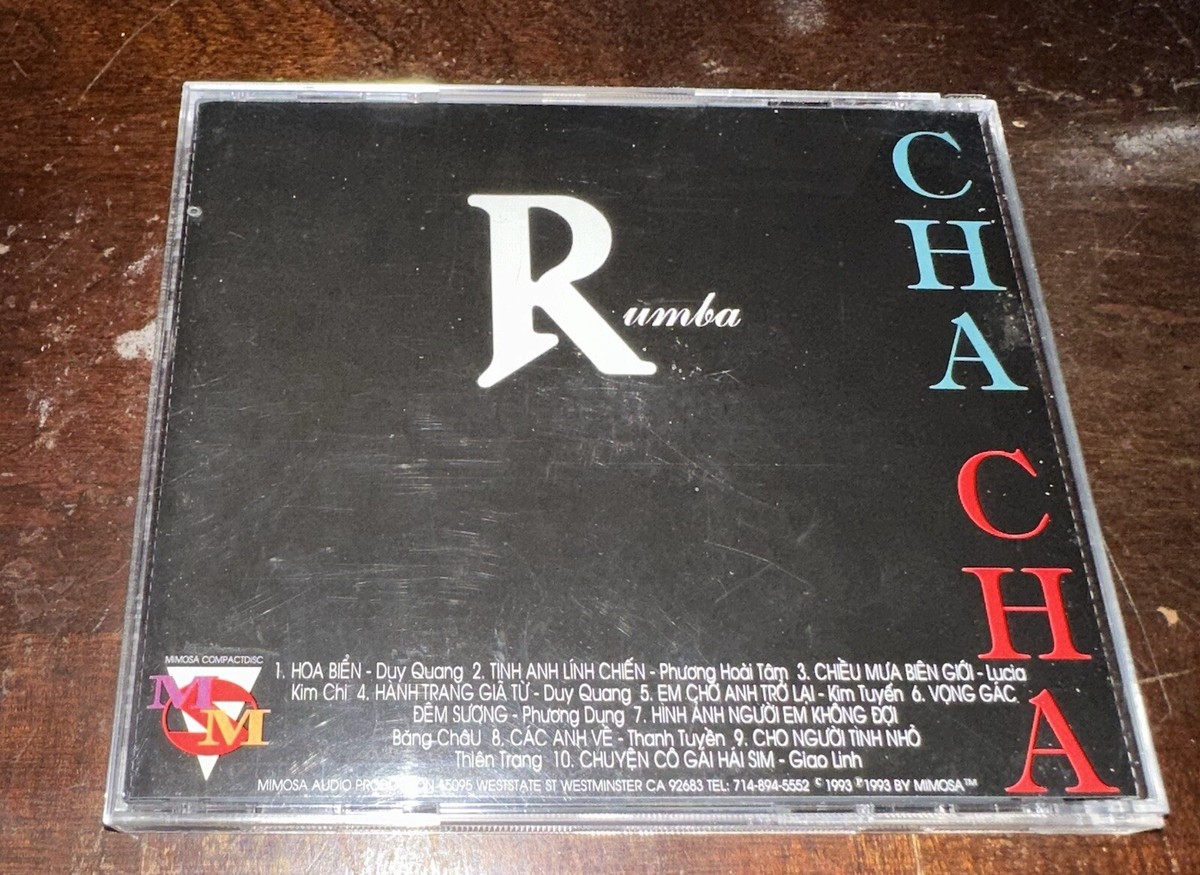 CHA
CHA
Rumba
MIMOSA COMPACTDISC
MM
1. HOA BIỂN - Duy Quang 2. TÌNH ANH LÍNH CHIẾN - Phương Hoài Tâm 3. CHIỀU MƯA BIÊN GIỚI - Lucia
Kim Chi 4. HÀNH TRANG GIÃ TỪ - Duy Quang 5. EM CHỜ ANH TRỞ LẠI - Kim Tuyến 6. VỌNG GÁC
ĐÊM SƯƠNG - Phương Dung 7. HÌNH ẢNH NGƯỜI EM KHÔNG ĐỢI
Băng ChâU 8. CÁC ANH VỀ - Thanh Tuyền 9. CHO NGƯỜI TÌNH NHỎ
Thiên Trang 10. CHUYỆN CÔ GÁI HÁI SIM - Giao Linh
MIMOSA AUDIO PRODUCTION 15095 WESTSTATE ST WESTMINSTER CA 92683 TEL: 714-894-5552 © 1993 ℗ 1993 BY MIMOSA™